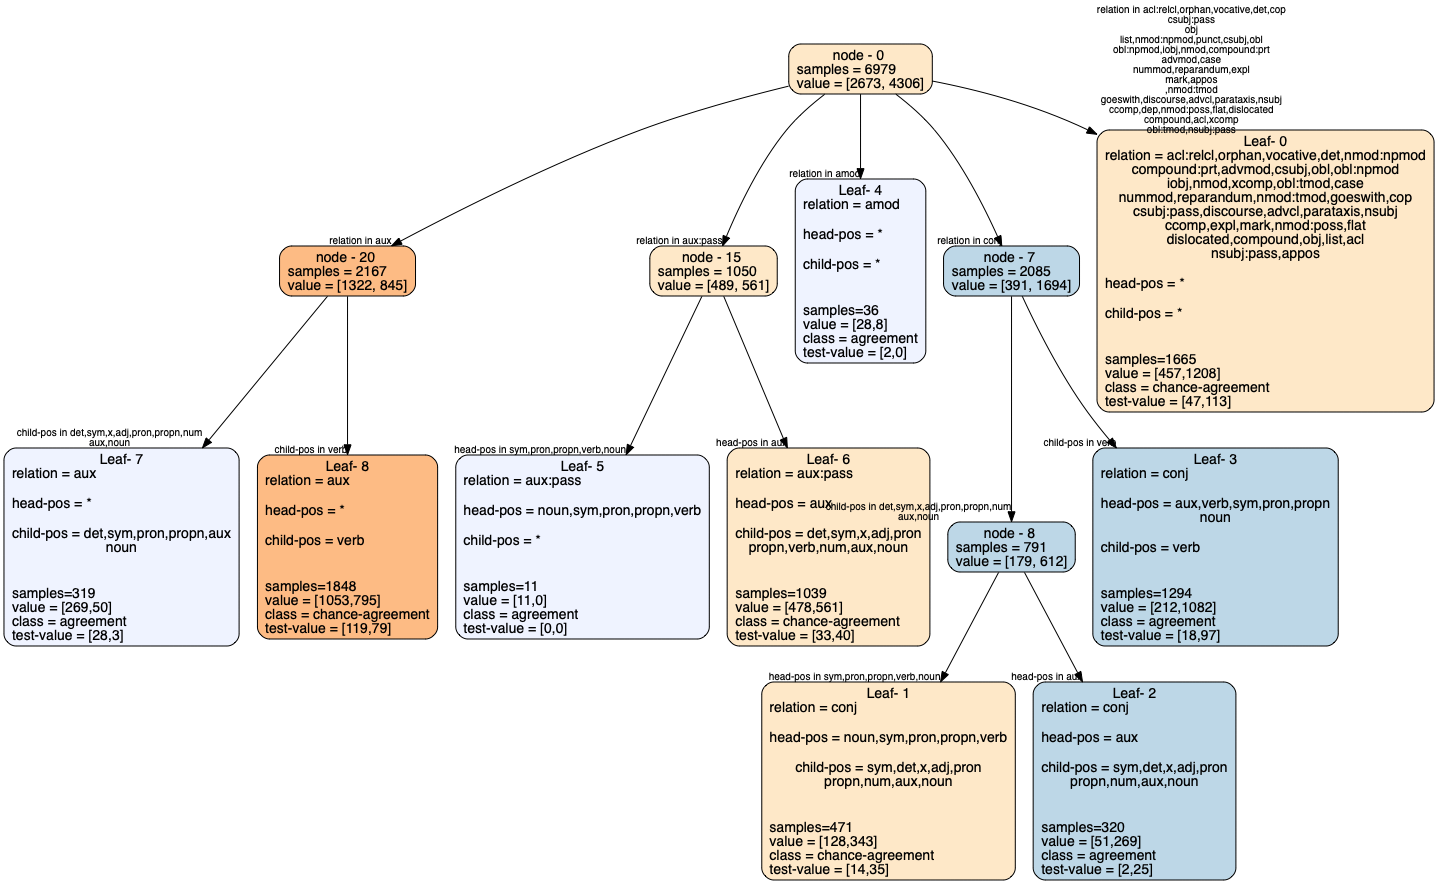 relation in acl:relcl,orphan,vocative,det,cop
csubj:pass
obj
list,nmod:npmod,punct,csubj,obl
obl:npmod,iobj,nmod,compound:prt
advmod,case
nummod,reparandum,expl
mark,appos
,nmod:tmod
goeswith,discourse,advcl,parataxis,nsubj
ccomp,dep,nmod:poss,flat,dislocated
compound,acl,xcomp
obl:tmod,nsubj:pass
node - 0
samples = 6979
value = [2673, 4306]
Leaf- 0
relation = acl:relcl,orphan,vocative,det,nmod:npmod
compound:prt,advmod,csubj,obl,obl:npmod
iobj,nmod,xcomp,obl:tmod,case
nummod,reparandum,nmod:tmod,goeswith,cop
csubj:pass,discourse,advcl,parataxis,nsubj
ccomp,expl,mark,nmod:poss,flat
dislocated,compound,obj,list,acl
nsubj:pass,appos
head-pos = *
child-pos = *
samples=1665
value = [457,1208]
class = chance-agreement
test-value = [47,113]
relation in amod
Leaf- 4
relation = amod
head-pos = *
child-pos = *
samples=36
value = [28,8]
class = agreement
test-value = [2,0]
relation in aux
node - 20
samples = 2167
value = [1322, 845]
relation in aux:pass
node - 15
samples = 1050
value = [489, 561]
relation in conj
node - 7
samples = 2085
value = [391, 1694]
child-pos in det,sym,x,adj,pron,propn,num
aux,noun
Leaf- 7
relation = aux
head-pos = *
child-pos = det,sym,pron,propn,aux
noun
samples=319
value = [269,50]
class = agreement
test-value = [28,3]
child-pos in verb
Leaf- 8
relation = aux
head-pos = *
child-pos = verb
samples=1848
value = [1053,795]
class = chance-agreement
test-value = [119,79]
head-pos in sym,pron,propn,verb,noun
Leaf- 5
relation = aux:pass
head-pos = noun,sym,pron,propn,verb
child-pos = *
samples=11
value = [11,0]
class = agreement
test-value = [0,0]
head-pos in aux
Leaf- 6
relation = aux:pass
head-pos = aux
child-pos = det,sym,x,adj,pron
propn,verb,num,aux,noun
samples=1039
value = [478,561]
class = chance-agreement
test-value = [33,40]
child-pos in det,sym,x,adj,pron,propn,num
aux,noun
node - 8
samples = 791
value = [179, 612]
child-pos in verb
Leaf- 3
relation = conj
head-pos = aux,verb,sym,pron,propn
noun
child-pos = verb
samples=1294
value = [212,1082]
class = agreement
test-value = [18,97]
head-pos in sym,pron,propn,verb,noun
Leaf- 1
relation = conj
head-pos = noun,sym,pron,propn,verb
child-pos = sym,det,x,adj,pron
propn,num,aux,noun
samples=471
value = [128,343]
class = chance-agreement
test-value = [14,35]
head-pos in aux
Leaf- 2
relation = conj
head-pos = aux
child-pos = sym,det,x,adj,pron
propn,num,aux,noun
samples=320
value = [51,269]
class = agreement
test-value = [2,25]